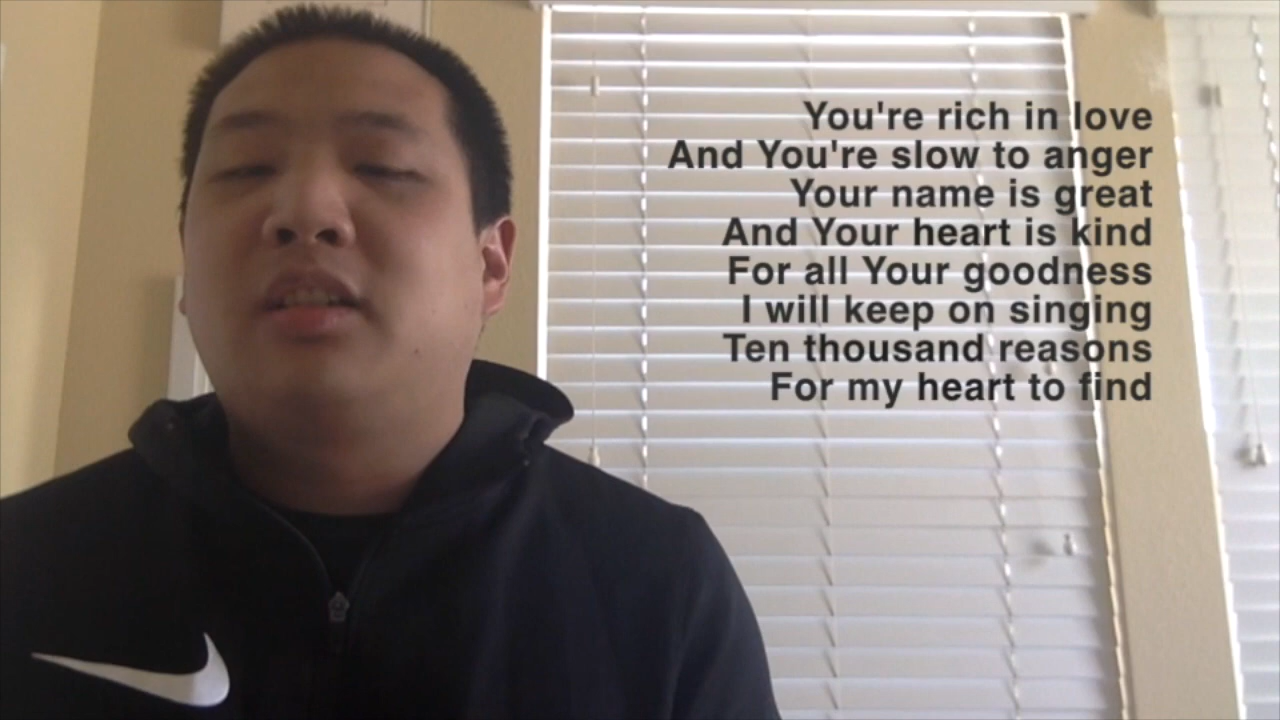 You're rich in love
And You're slow to anger
Your name is great
And Your heart is kind
For all Your goodness
I will keep on singing
Ten thousand reasons
For my heart to find